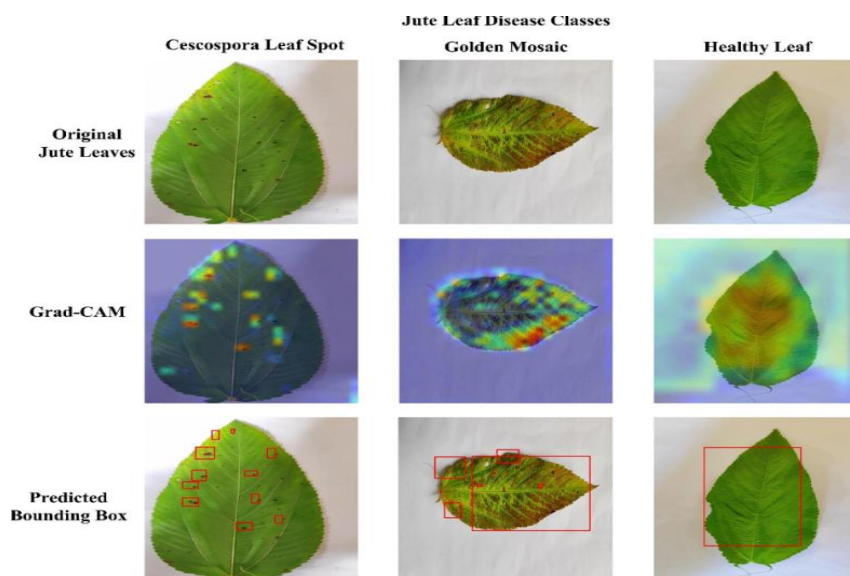 Jute Leaf Disease Classes
Cescospora Leaf Spot
Golden Mosaic
Healthy Leaf
Original
Jute Leaves
Grad-CAM
Predicted
Bounding Box